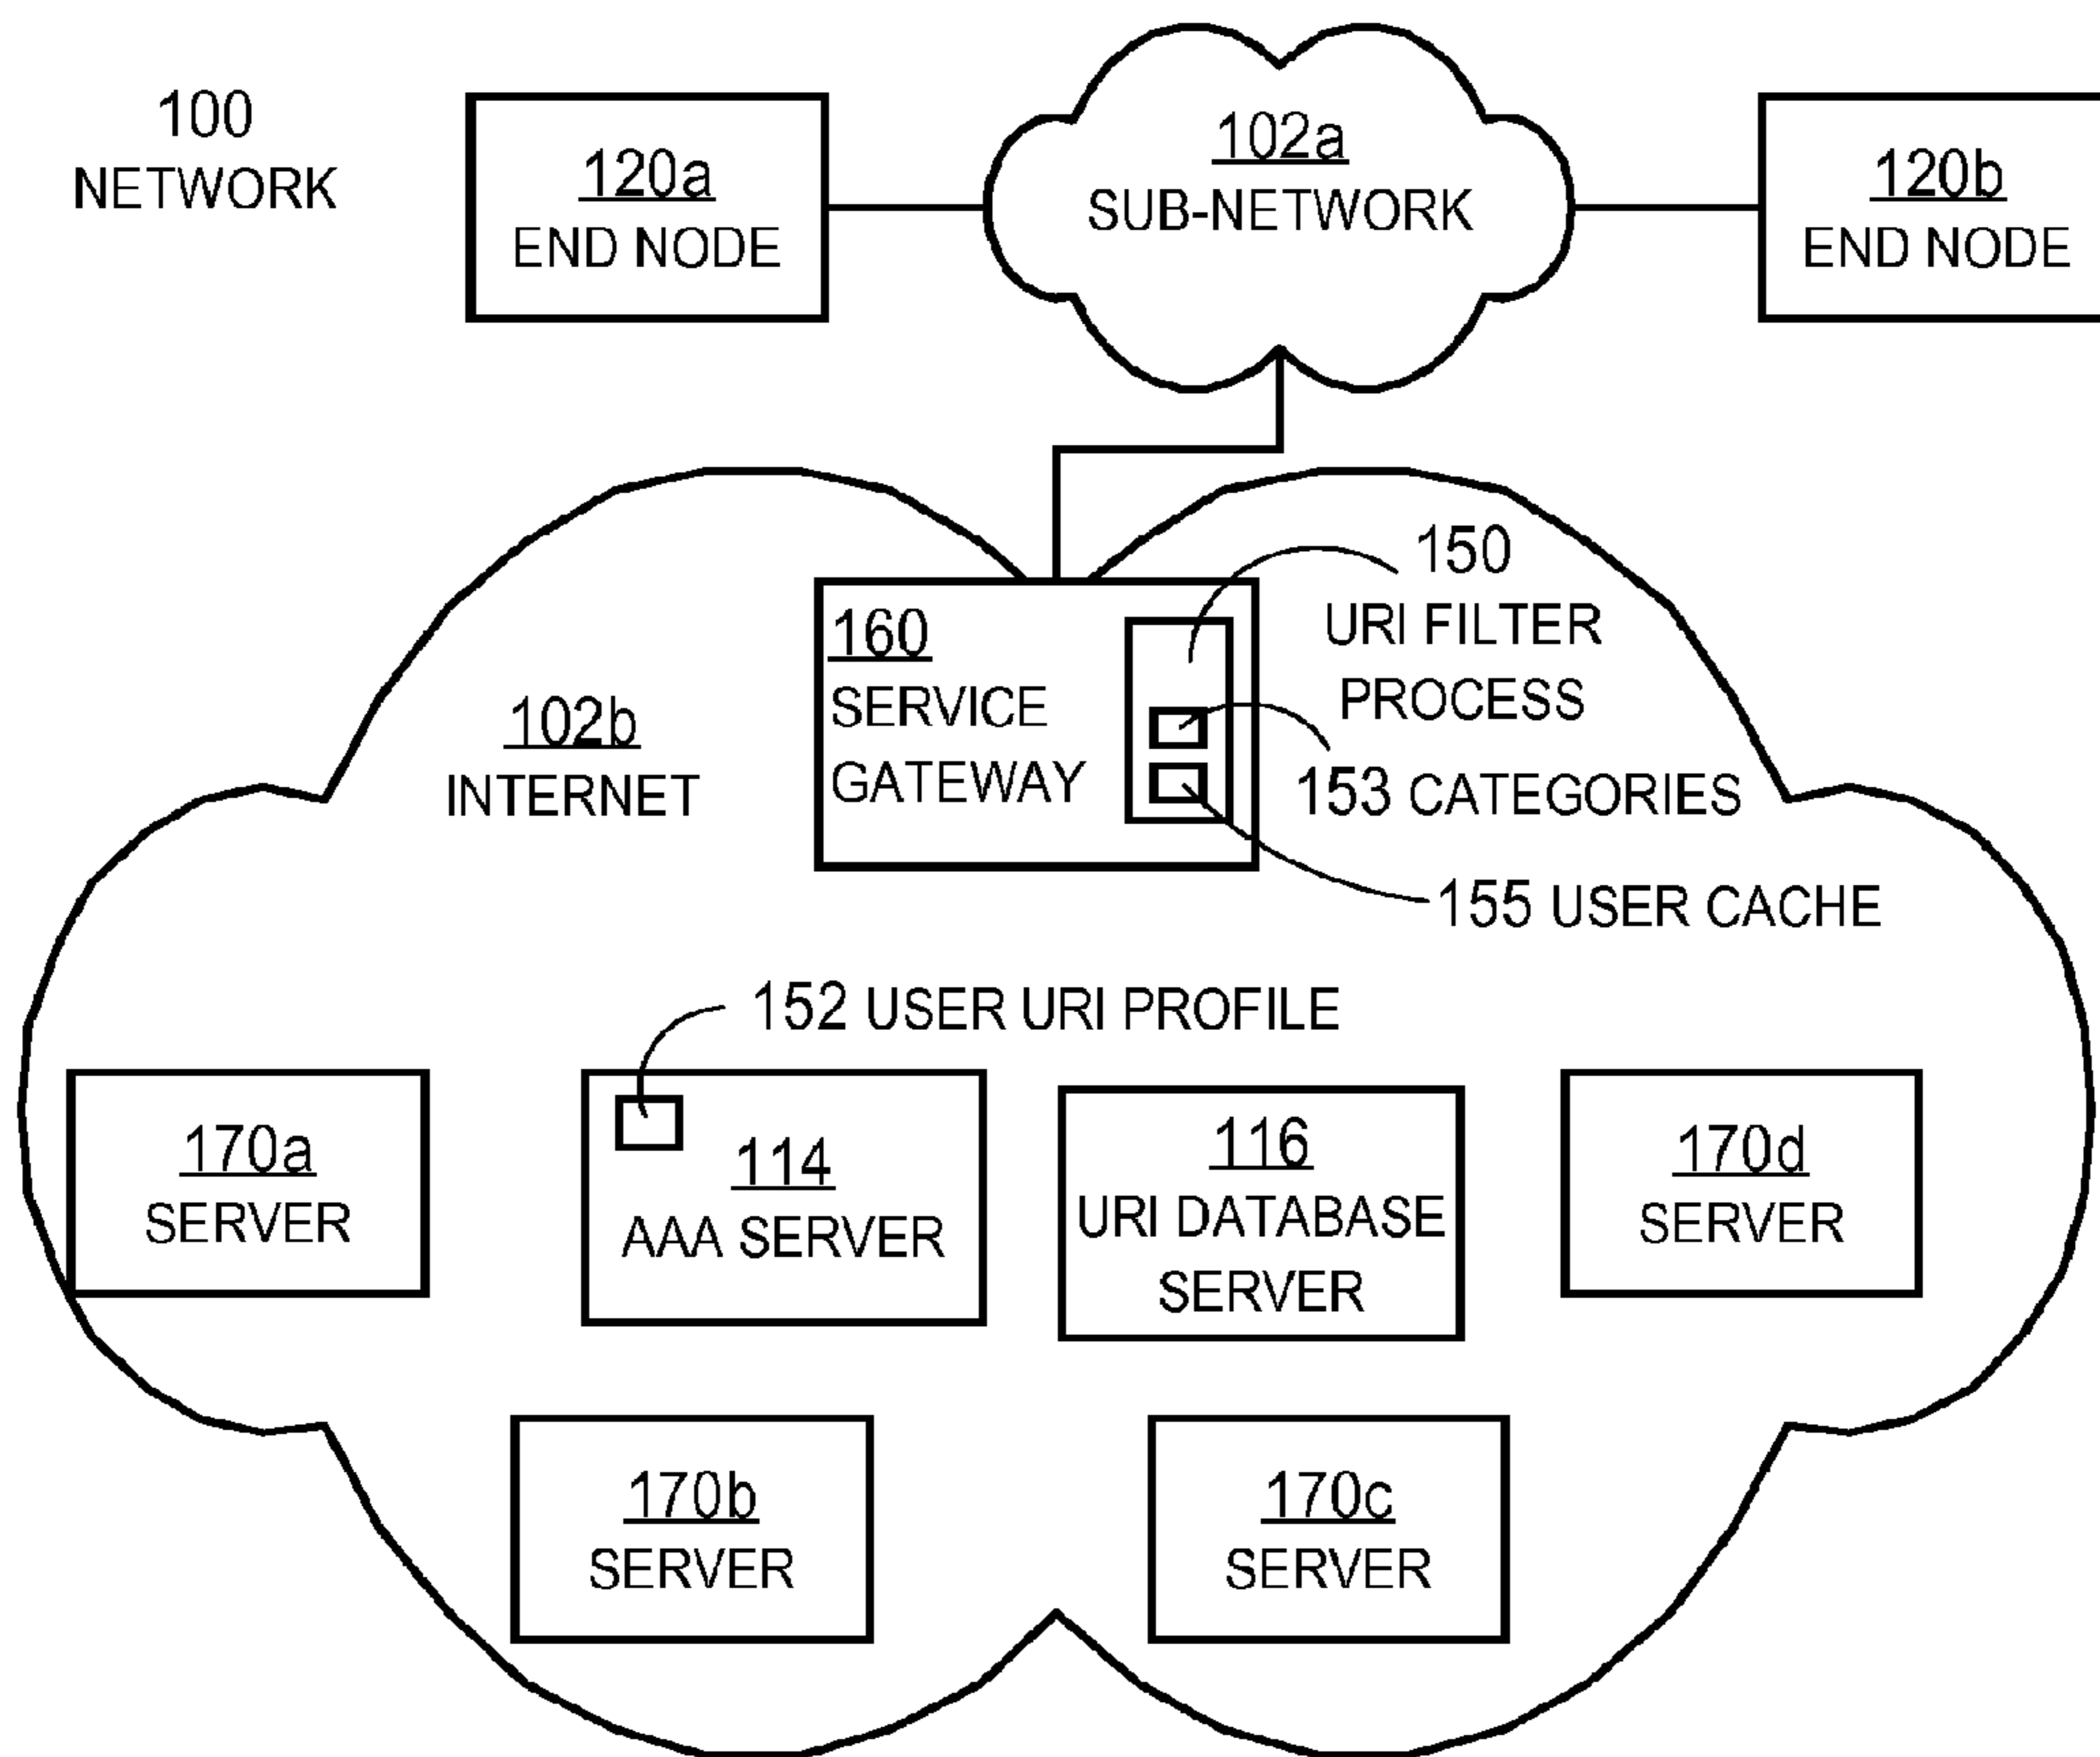 100
NETWORK
120a
END NODE
102a
SUB-NETWORK
120b
END NODE
160
SERVICE
GATEWAY
150
URI FILTER
PROCESS
153 CATEGORIES
155 USER CACHE
102b
INTERNET
152 USER URI PROFILE
170a
SERVER
114
AAA SERVER
116
URI DATABASE
SERVER
170d
SERVER
170b
SERVER
170c
SERVER